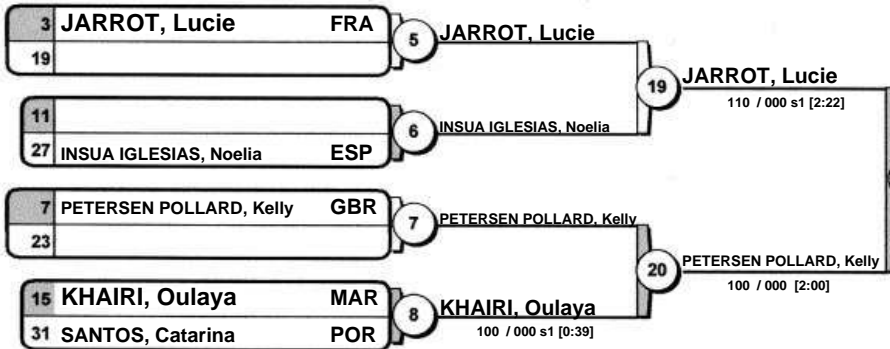 3 JARROT, Lucie FRA
19
5 JARROT, Lucie
11
27 INSUA IGLESIAS, Noelia ESP
6 INSUA IGLESIAS, Noelia
19 JARROT, Lucie
110 / 000 s1 [2:22]
7 PETERSEN POLLARD, Kelly GBR
23
7 PETERSEN POLLARD, Kelly
15 KHAIRI, Oulaya MAR
31 SANTOS, Catarina POR
8 KHAIRI, Oulaya
100 / 000 s1 [0:39]
20 PETERSEN POLLARD, Kelly
100 / 000 [2:00]